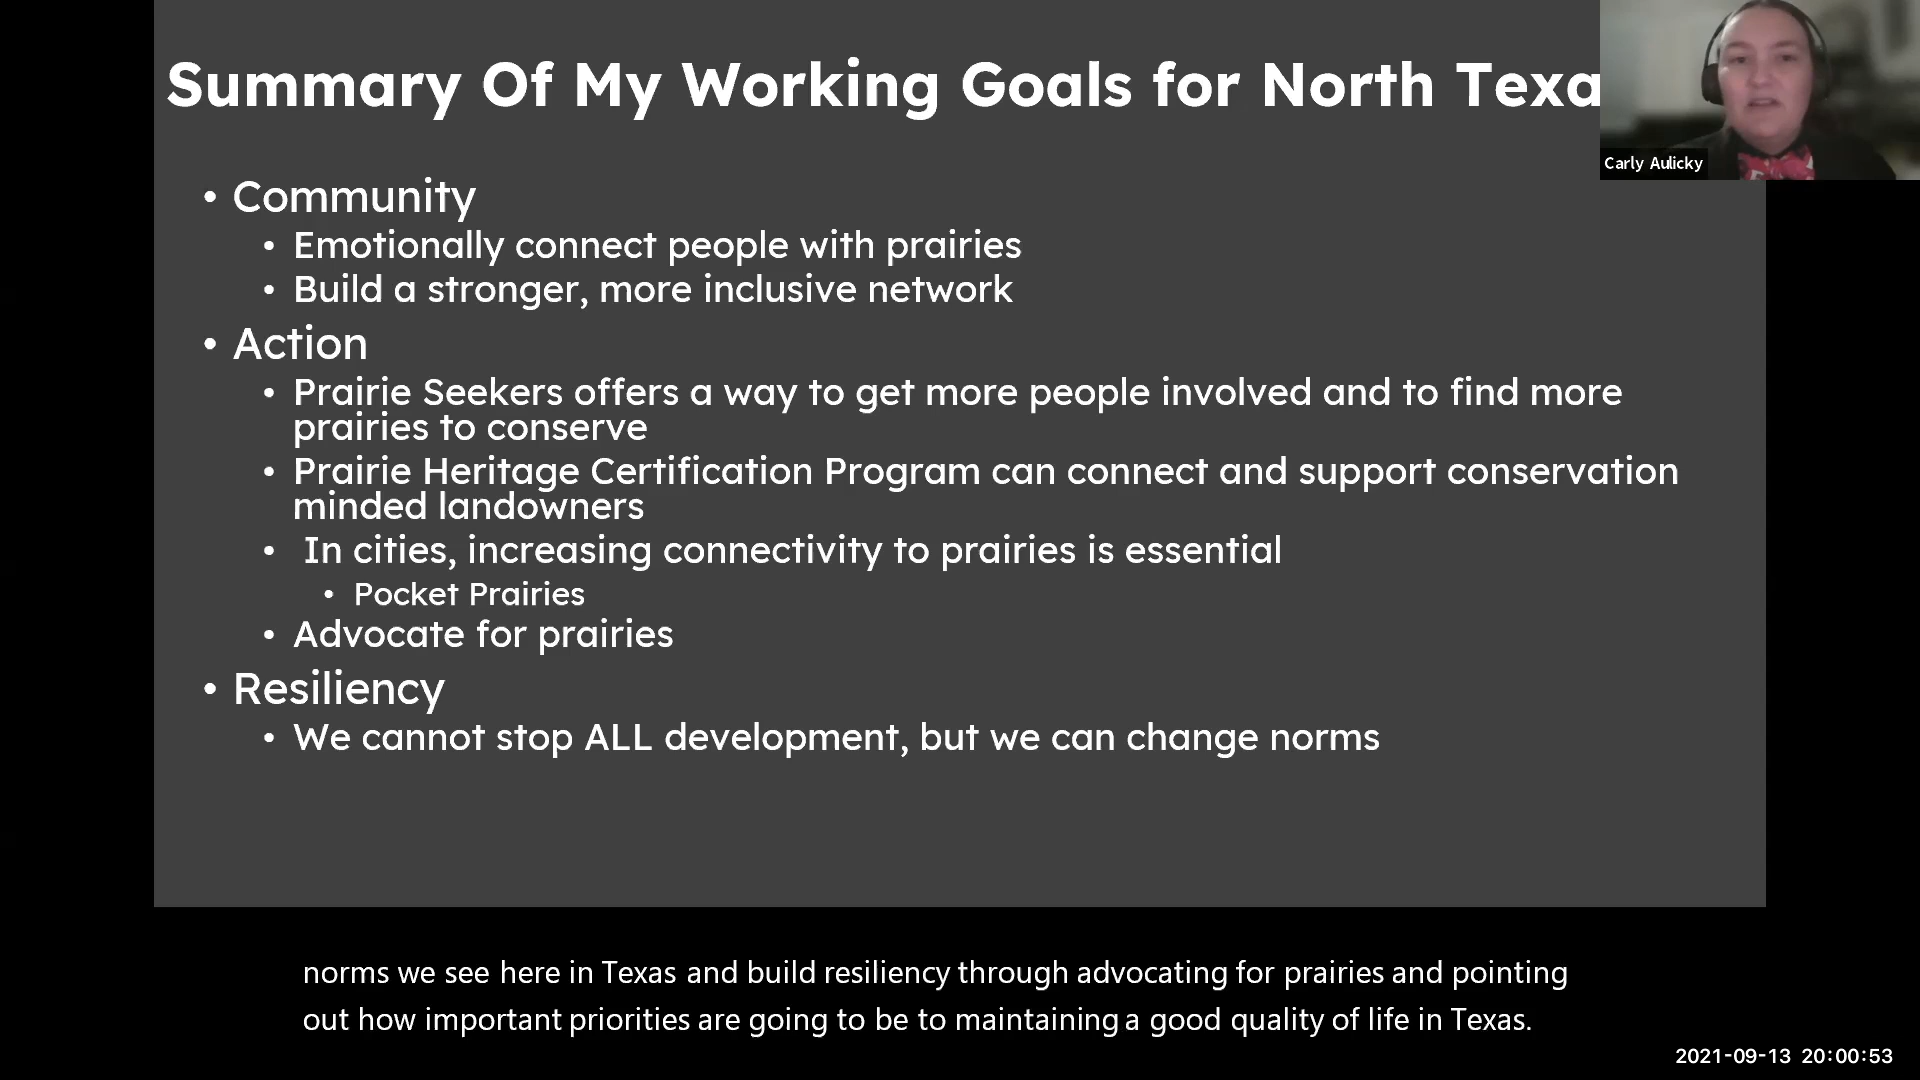 Summary Of My Working Goals for North Texa
Carly Aulicky
• Community
• Emotionally connect people with prairies
• Build a stronger, more inclusive network
• Action
• Prairie Seekers offers a way to get more people involved and to find more
prairies to conserve
• Prairie Heritage Certification Program can connect and support conservation
minded landowners
• In cities, increasing connectivity to prairies is essential
• Pocket Prairies
• Advocate for prairies
• Resiliency
• We cannot stop ALL development, but we can change norms
norms we see here in Texas and build resiliency through advocating for prairies and pointing
out how important priorities are going to be to maintaining a good quality of life in Texas.
2021-09-13 20:00:53